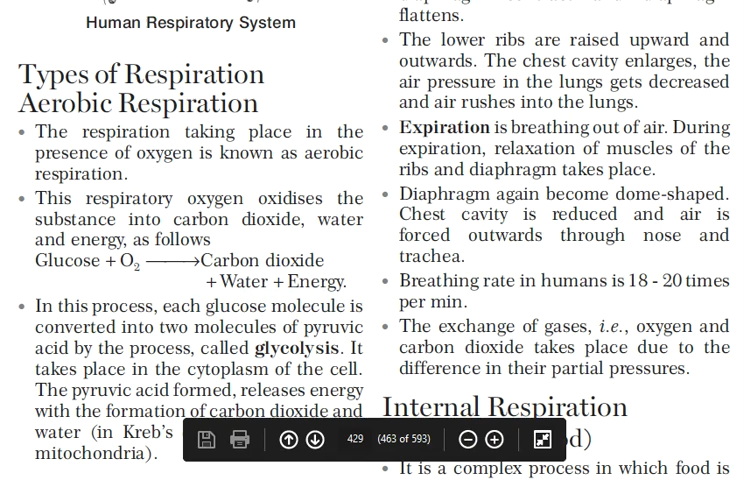 Human Respiratory System
Types of Respiration
Aerobic Respiration
• The respiration taking place in the
presence of oxygen is known as aerobic
respiration.
• This respiratory oxygen oxidises the
substance into carbon dioxide, water
and energy, as follows
Glucose + O₂ ⟶ Carbon dioxide
+ Water + Energy.
• In this process, each glucose molecule is
converted into two molecules of pyruvic
acid by the process, called glycolysis. It
takes place in the cytoplasm of the cell.
The pyruvic acid formed, releases energy
with the formation of carbon dioxide and
water (in Kreb's
mitochondria).
flattens.
• The lower ribs are raised upward and
outwards. The chest cavity enlarges, the
air pressure in the lungs gets decreased
and air rushes into the lungs.
• Expiration is breathing out of air. During
expiration, relaxation of muscles of the
ribs and diaphragm takes place.
• Diaphragm again become dome-shaped.
Chest cavity is reduced and air is
forced outwards through nose and
trachea.
• Breathing rate in humans is 18 - 20 times
per min.
• The exchange of gases, i.e., oxygen and
carbon dioxide takes place due to the
difference in their partial pressures.
Internal Respiration
• It is a complex process in which food is
429 (463 of 593)